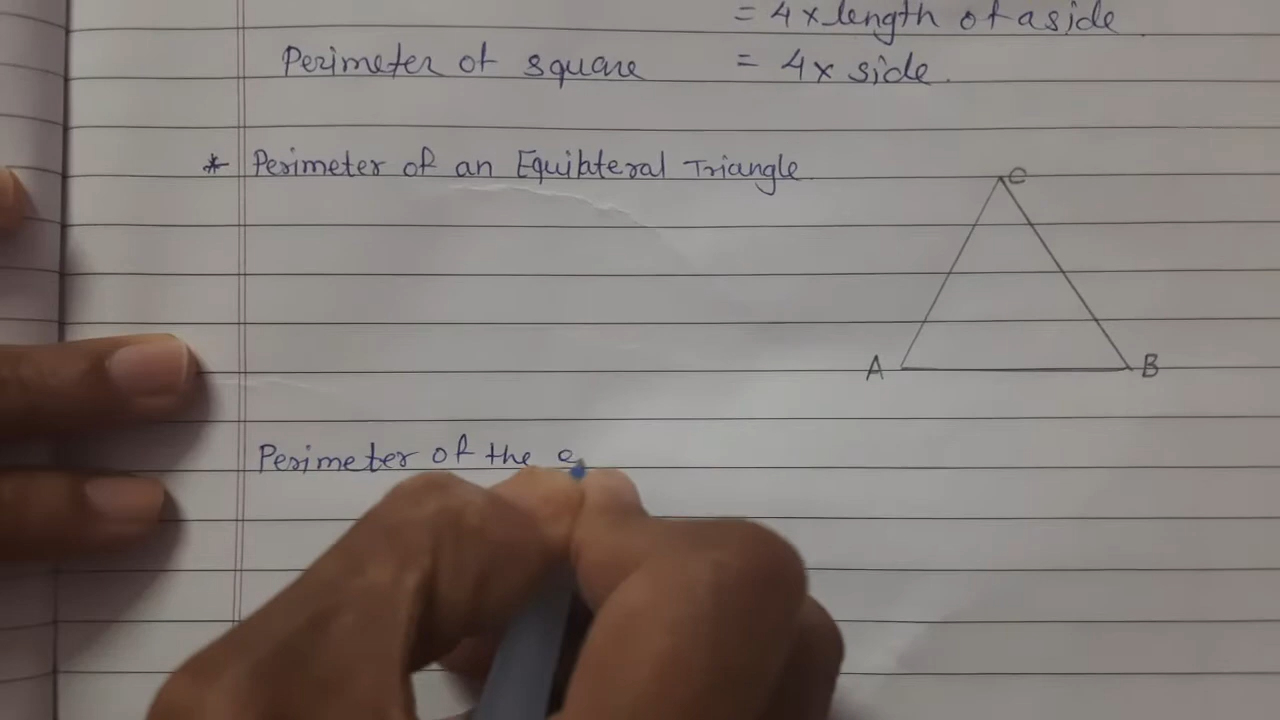 = 4 x length of a side
Perimeter of square = 4 x side.
* Perimeter of an Equilateral Triangle
C
A B
Perimeter of the e